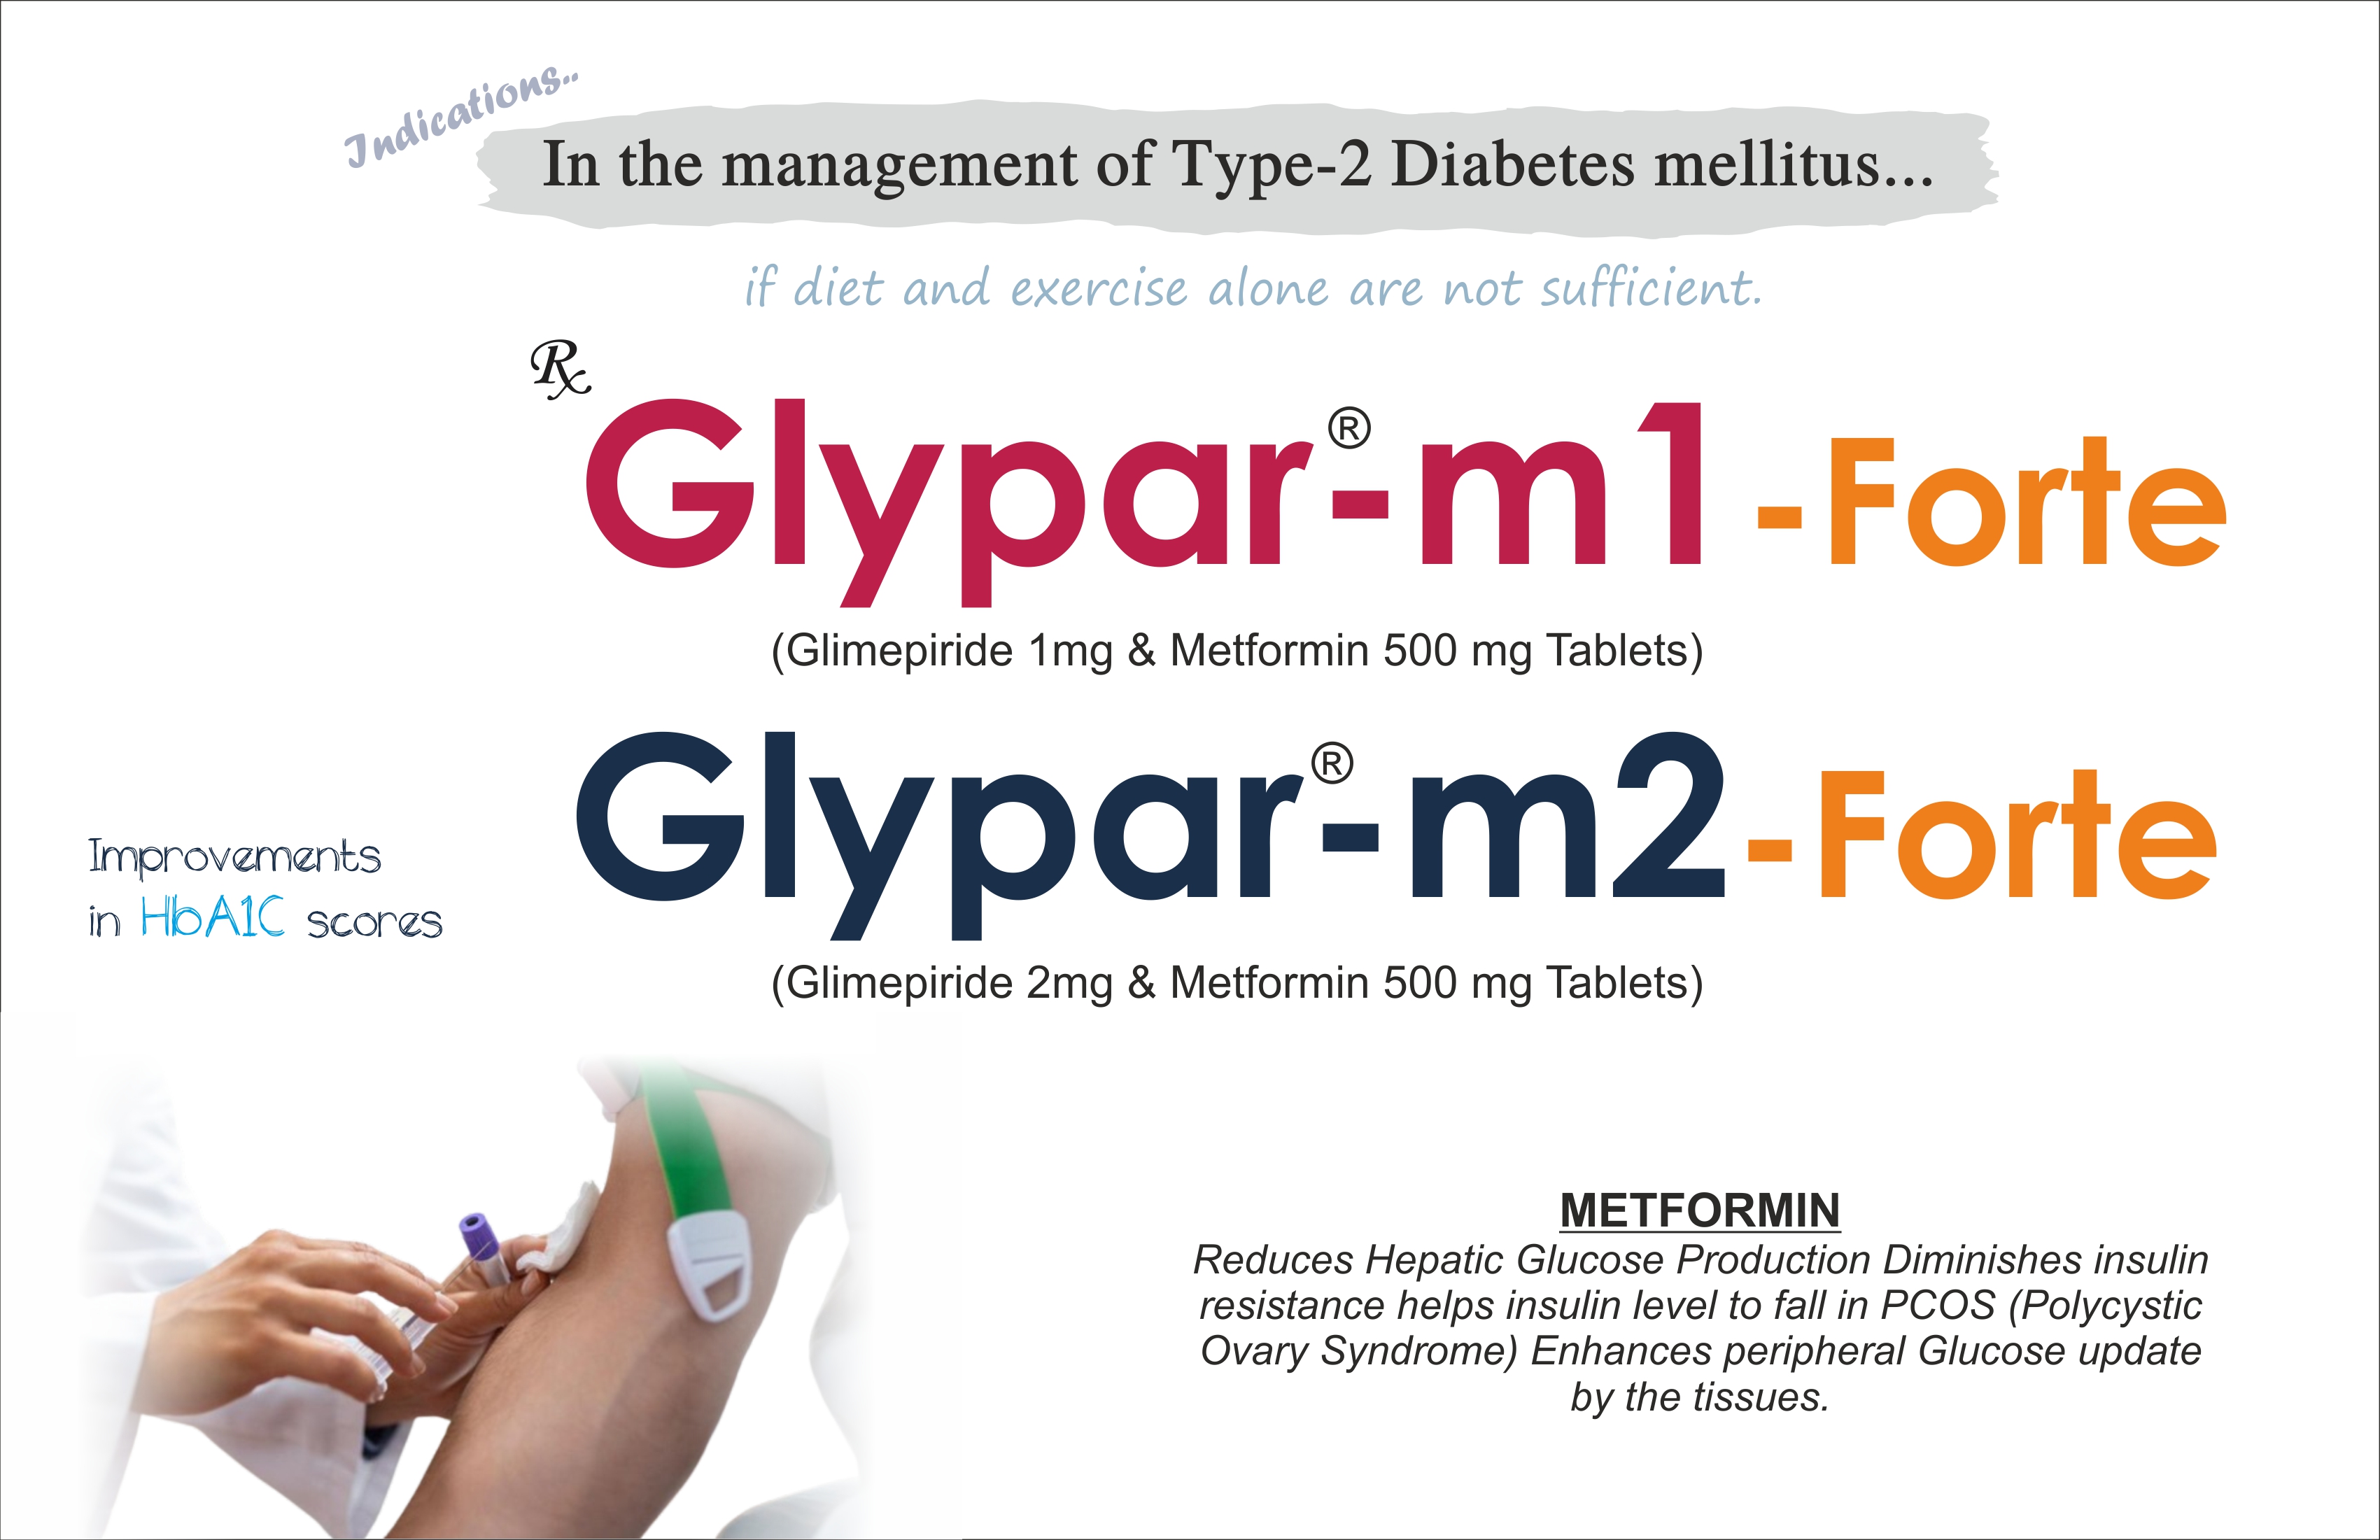 Indications..
In the management of Type-2 Diabetes mellitus...
if diet and exercise alone are not sufficient.
Rx
Glypar®-m1-Forte
(Glimepiride 1mg & Metformin 500 mg Tablets)
Glypar®-m2-Forte
(Glimepiride 2mg & Metformin 500 mg Tablets)
Improvements
in HbA1C scores
METFORMIN
Reduces Hepatic Glucose Production Diminishes insulin
resistance helps insulin level to fall in PCOS (Polycystic
Ovary Syndrome) Enhances peripheral Glucose update
by the tissues.